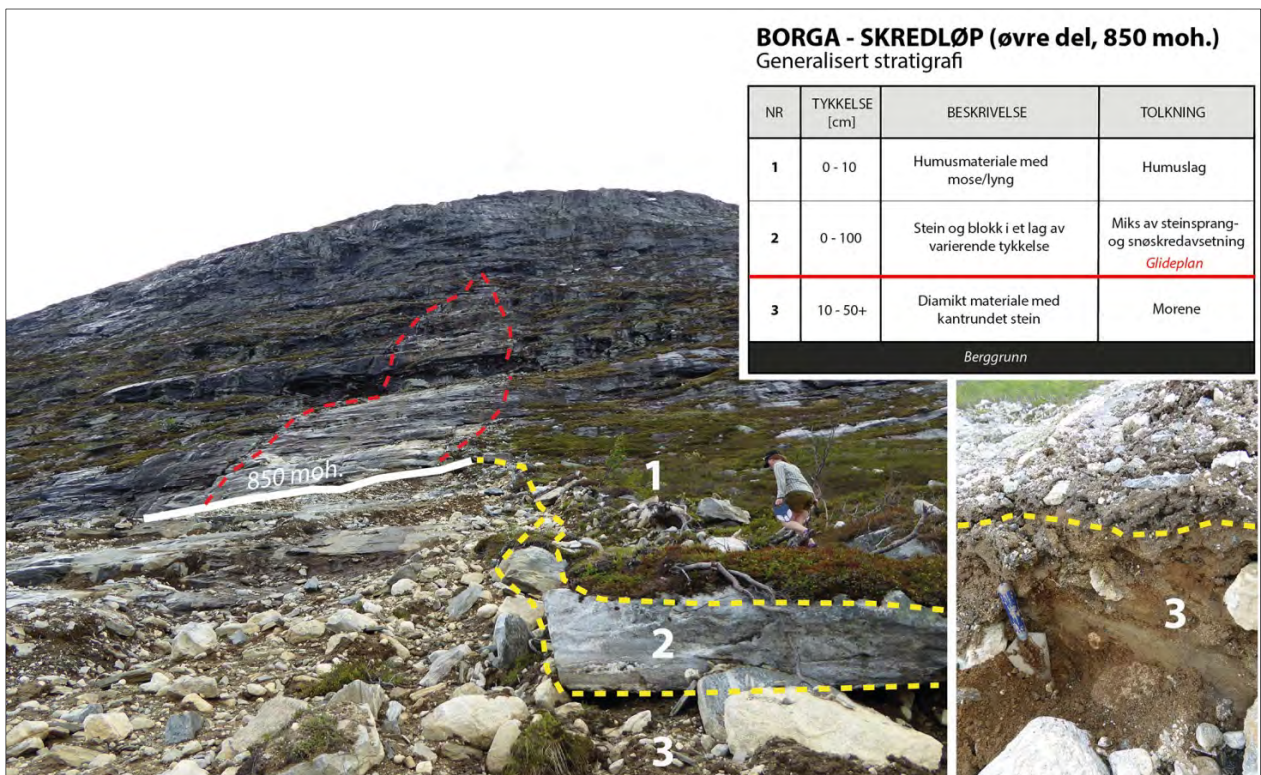 BORGA - SKREDLØP (øvre del, 850 moh.)
Generalisert stratigrafi
NR
TYKKELSE
[cm]
BESKRIVELSE
TOLKNING
1
0 - 10
Humusmateriale med
mose/lyng
Humuslag
2
0 - 100
Stein og blokk i et lag av
varierende tykkelse
Miks av steinsprang-
og snøskredavsetning
Glideplan
3
10 - 50+
Diamikt materiale med
kantrundet stein
Morene
Berggrunn
850 moh.
1
2
3
3